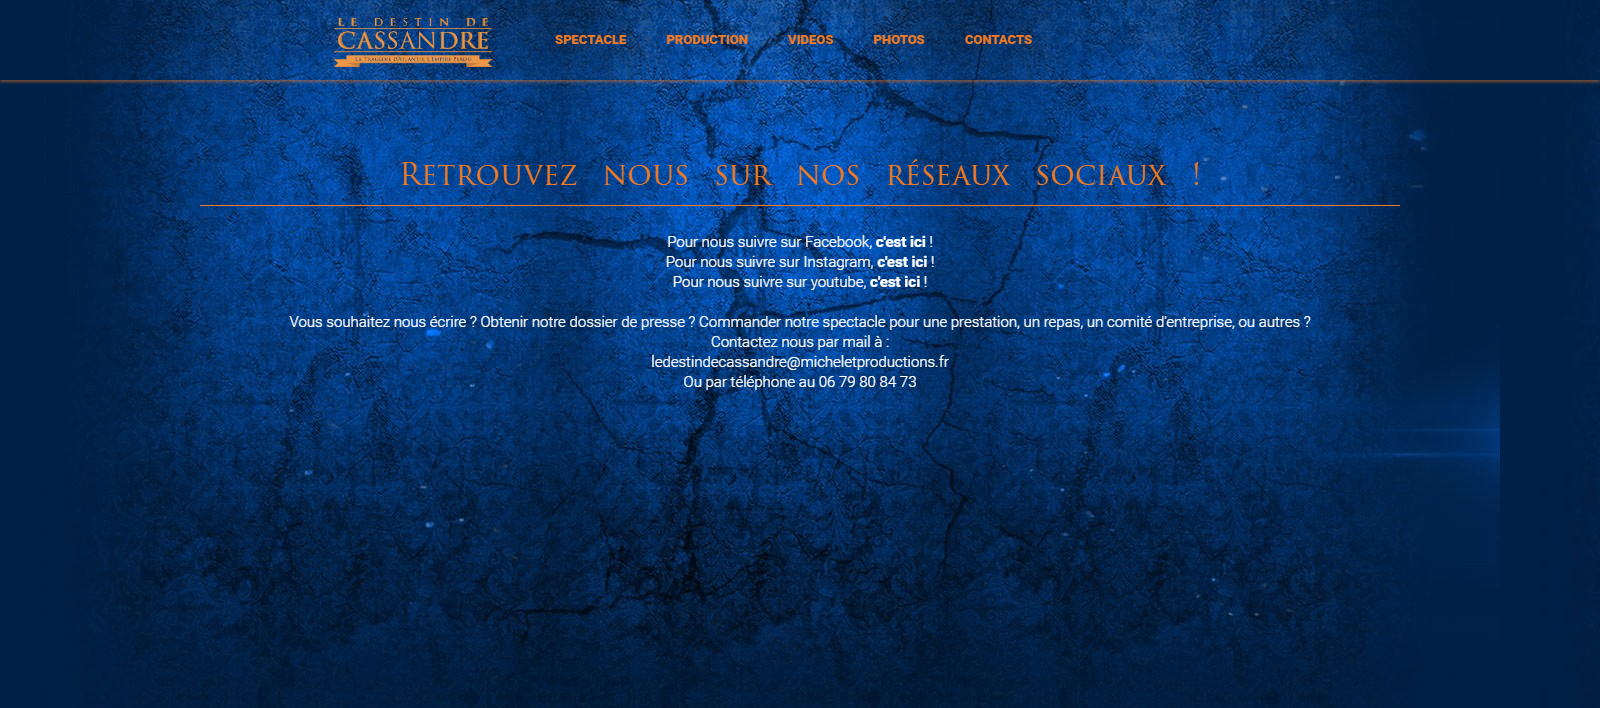 LE DESTIN DE
CASSANDRE
La Tragédie d'Atlantis, L'Empire Perdu
SPECTACLE PRODUCTION VIDEOS PHOTOS CONTACTS
Retrouvez nous sur nos réseaux sociaux !
Pour nous suivre sur Facebook, c'est ici !
Pour nous suivre sur Instagram, c'est ici !
Pour nous suivre sur youtube, c'est ici !
Vous souhaitez nous écrire ? Obtenir notre dossier de presse ? Commander notre spectacle pour une prestation, un repas, un comité d'entreprise, ou autres ?
Contactez nous par mail à :
ledestindecassandre@micheletproductions.fr
Ou par téléphone au 06 79 80 84 73